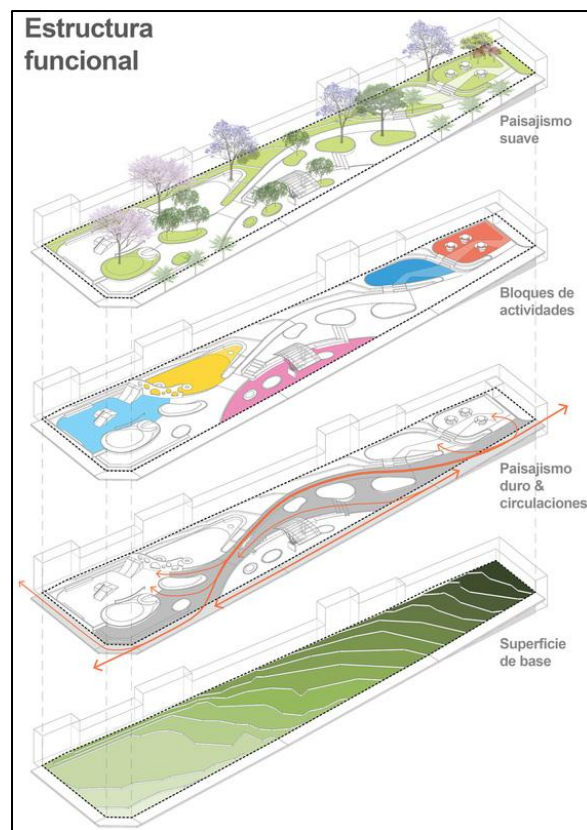 Estructura
funcional
Paisajismo
suave
Bloques de
actividades
Paisajismo
duro &
circulaciones
Superficie
de base